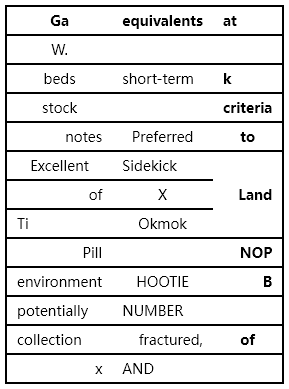 Ga equivalents at
W.
beds short-term k
stock criteria
notes Preferred to
Excellent Sidekick
of X Land
Ti Okmok
Pill NOP
environment HOOTIE B
potentially NUMBER
collection fractured, of
x AND